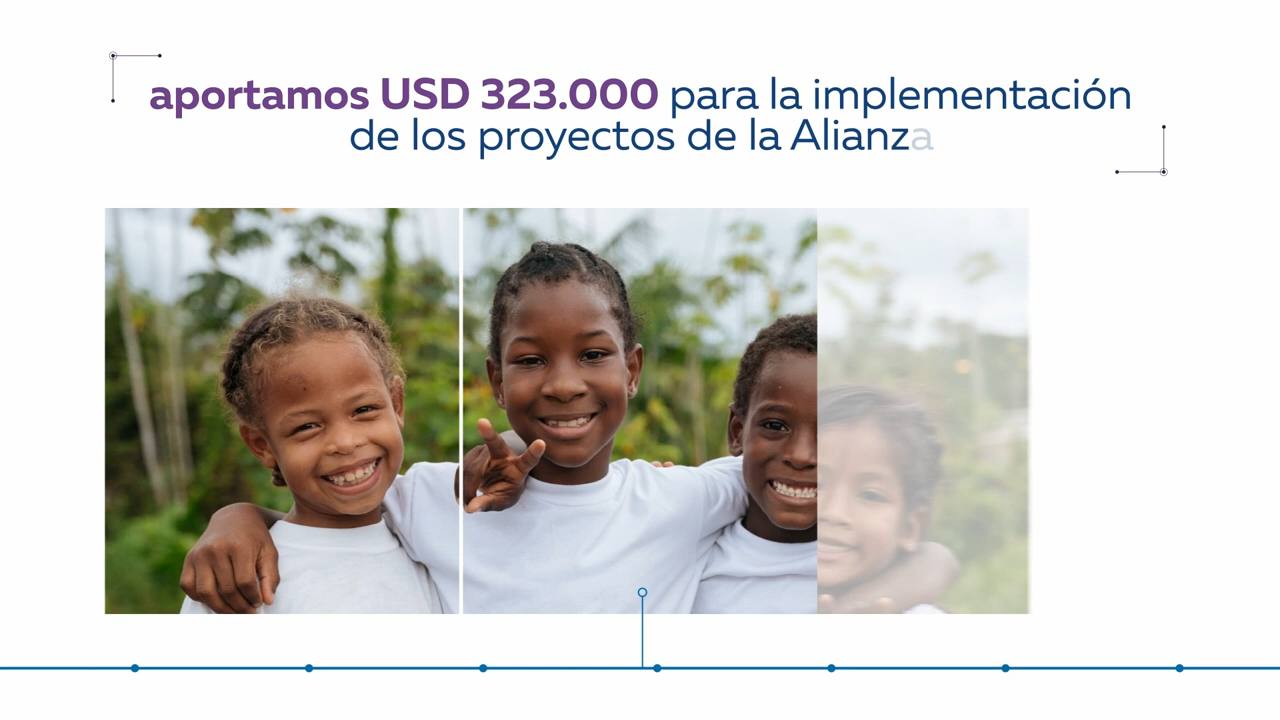 aportamos USD 323.000 para la implementación
de los proyectos de la Alianza